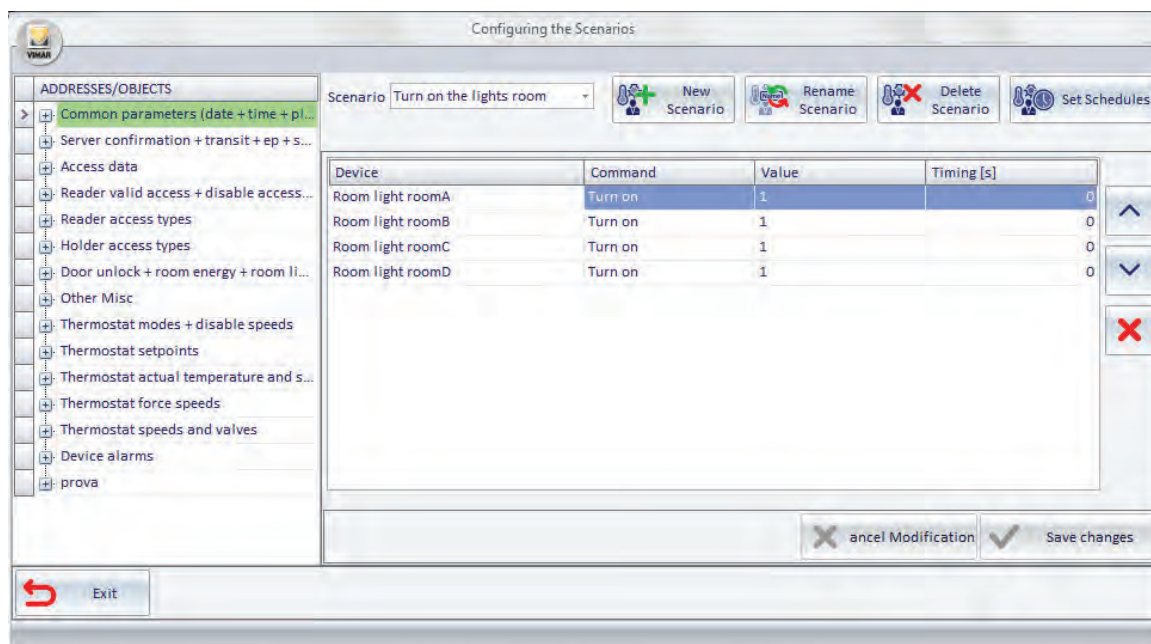 Configuring the Scenarios
VIMAR
ADDRESSES/OBJECTS
Common parameters (date + time + pl...
Server confirmation + transit + ep + s...
Access data
Reader valid access + disable access...
Reader access types
Holder access types
Door unlock + room energy + room li...
Other Misc
Thermostat modes + disable speeds
Thermostat setpoints
Thermostat actual temperature and s...
Thermostat force speeds
Thermostat speeds and valves
Device alarms
prova
Scenario Turn on the lights room
New Scenario
Rename Scenario
Delete Scenario
Set Schedules
Device Command Value Timing [s]
Room light roomA Turn on 1 0
Room light roomB Turn on 1 0
Room light roomC Turn on 1 0
Room light roomD Turn on 1 0
ancel Modification
Save changes
Exit